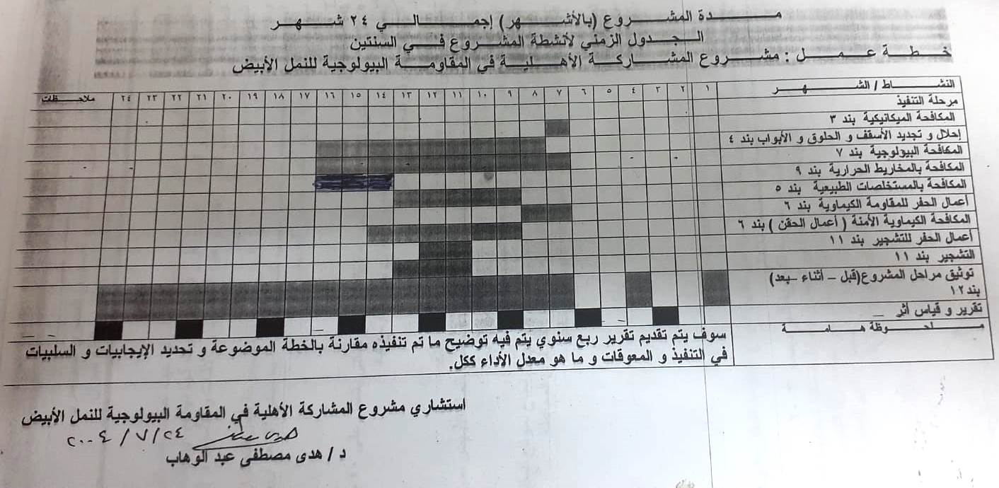 مدة المشروع (بالأشهر) إجمالي ٢٤ شهر
الجدول الزمني لأنشطة المشروع في السنتين
خطة عمل : مشروع المشاركة الأهلية في المقاومة البيولوجية للنمل الأبيض
النشاط / الشهر ١ ٢ ٣ ٤ ٥ ٦ ٧ ٨ ٩ ١٠ ١١ ١٢ ١٣ ١٤ ١٥ ١٦ ١٧ ١٨ ١٩ ٢٠ ٢١ ٢٢ ٢٣ ٢٤ ملاحظات
مرحلة التنفيذ
المكافحة الميكانيكية بند ٣
إحلال و تجديد الأسقف و الحلوق و الأبواب بند ٤
المكافحة البيولوجية بند ٧
المكافحة بالمخاريط الحرارية بند ٩
المكافحة بالمستخلصات الطبيعية بند ٥
أعمال الحفر للمقاومة الكيماوية بند ٦
المكافحة الكيماوية الأمنة ( أعمال الحقن ) بند ٦
أعمال الحفر للتشجير بند ١١
التشجير بند ١١
توثيق مراحل المشروع(قبل – أثناء –بعد)
بند ١٢
تقرير و قياس أثر
ملحوظة هامة
سوف يتم تقديم تقرير ربع سنوي يتم فيه توضيح ما تم تنفيذه مقارنة بالخطة الموضوعة و تحديد الإيجابيات و السلبيات
في التنفيذ و المعوقات و ما هو معدل الأداء ككل.
استشاري مشروع المشاركة الأهلية في المقاومة البيولوجية للنمل الأبيض
٢٠٠٤ / ٧ / ٢٤
د / هدى مصطفى عبد الوهاب